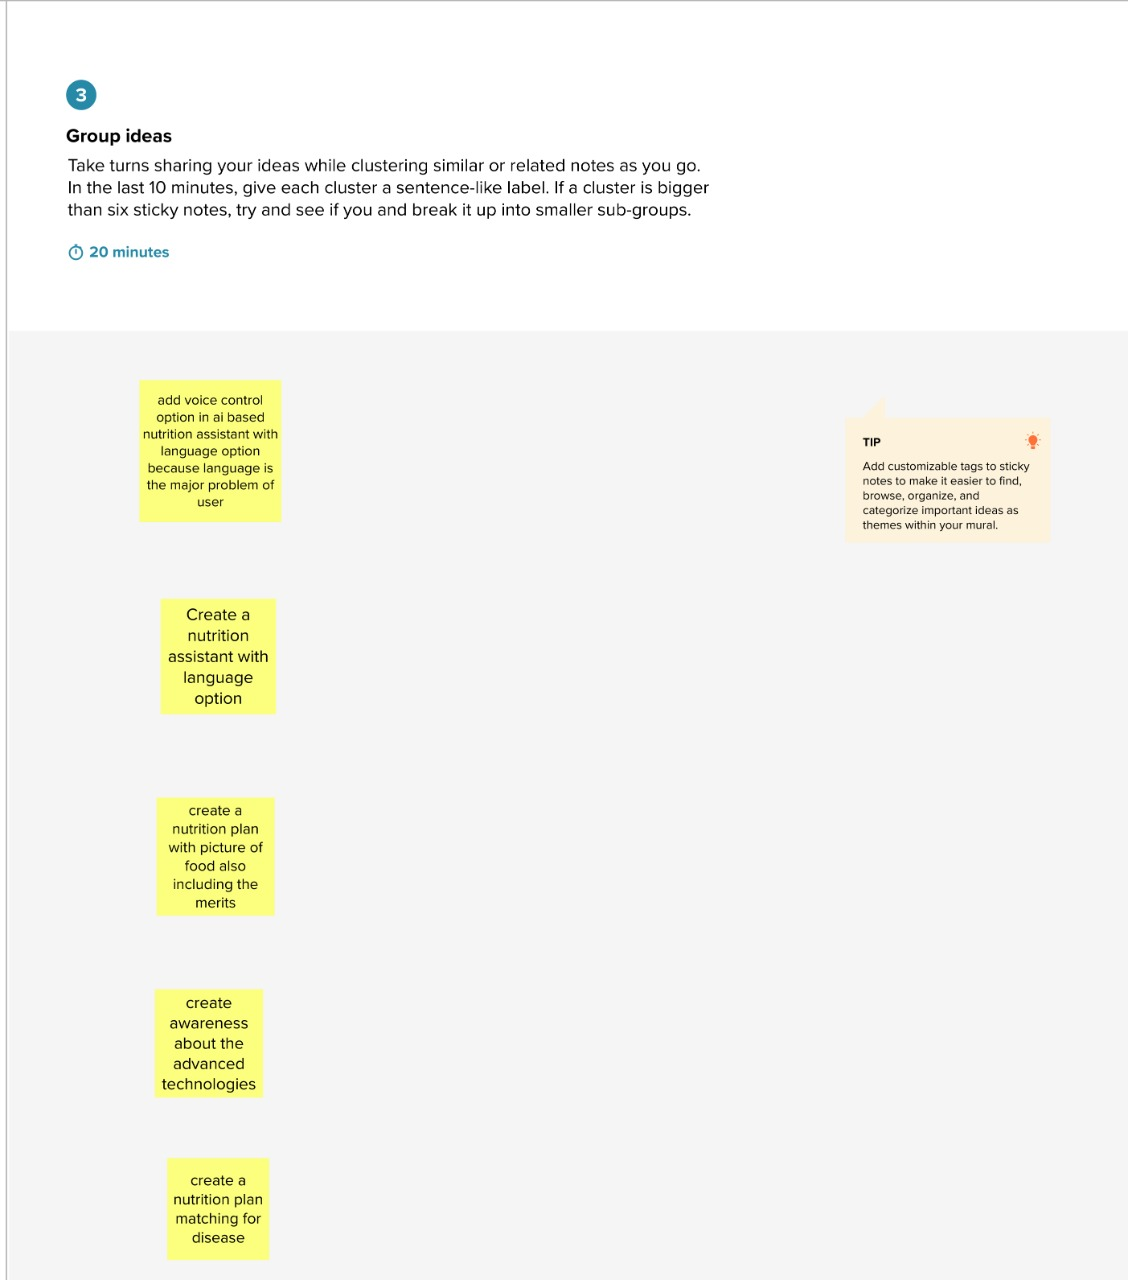 3
Group ideas
Take turns sharing your ideas while clustering similar or related notes as you go.
In the last 10 minutes, give each cluster a sentence-like label. If a cluster is bigger
than six sticky notes, try and see if you and break it up into smaller sub-groups.
20 minutes
add voice control
option in ai based
nutrition assistant with
language option
because language is
the major problem of
user
TIP
Add customizable tags to sticky
notes to make it easier to find,
browse, organize, and
categorize important ideas as
themes within your mural.
Create a
nutrition
assistant with
language
option
create a
nutrition plan
with picture of
food also
including the
merits
create
awareness
about the
advanced
technologies
create a
nutrition plan
matching for
disease